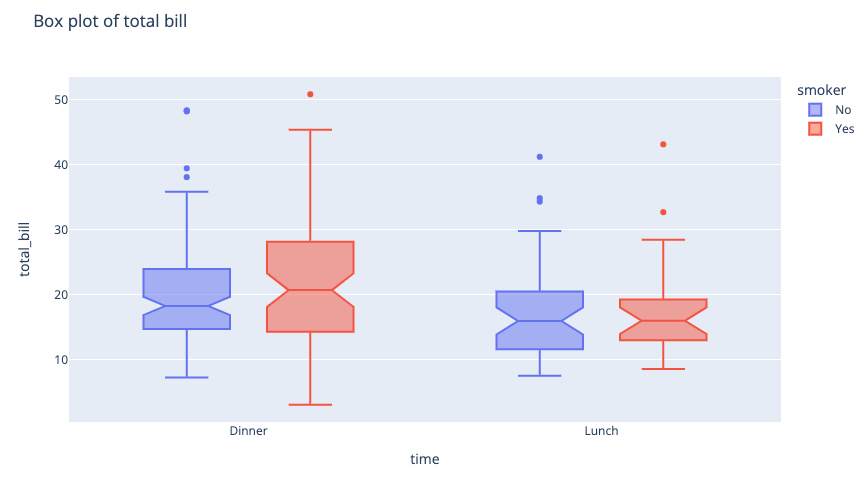 Box plot of total bill
smoker
No
Yes
total_bill
50
40
30
20
10
Dinner
Lunch
time